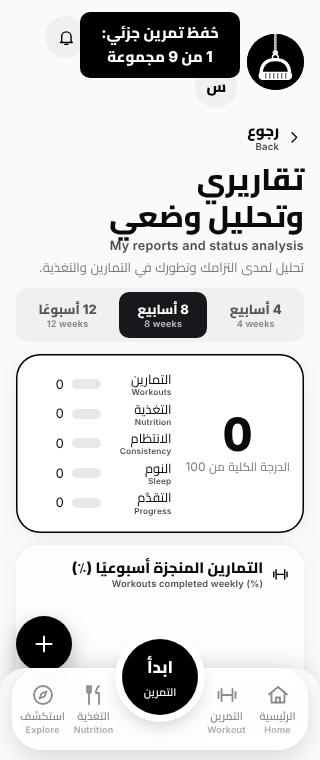 حُفظ تمرين جزئي:
1 من 9 مجموعة
س
رجوع
Back
تقاريري
وتحليل وضعي
My reports and status analysis
تحليل لمدى التزامك وتطورك في التمارين والتغذية.
4 أسابيع
4 weeks
8 أسابيع
8 weeks
12 أسبوعًا
12 weeks
0
الدرجة الكلية من 100
التمارين
Workouts
0
التغذية
Nutrition
0
الانتظام
Consistency
0
النوم
Sleep
0
التقدّم
Progress
0
التمارين المنجزة أسبوعيًا (٪)
Workouts completed weekly (%)
الرئيسية
Home
التمرين
Workout
ابدأ
التمرين
التغذية
Nutrition
استكشف
Explore